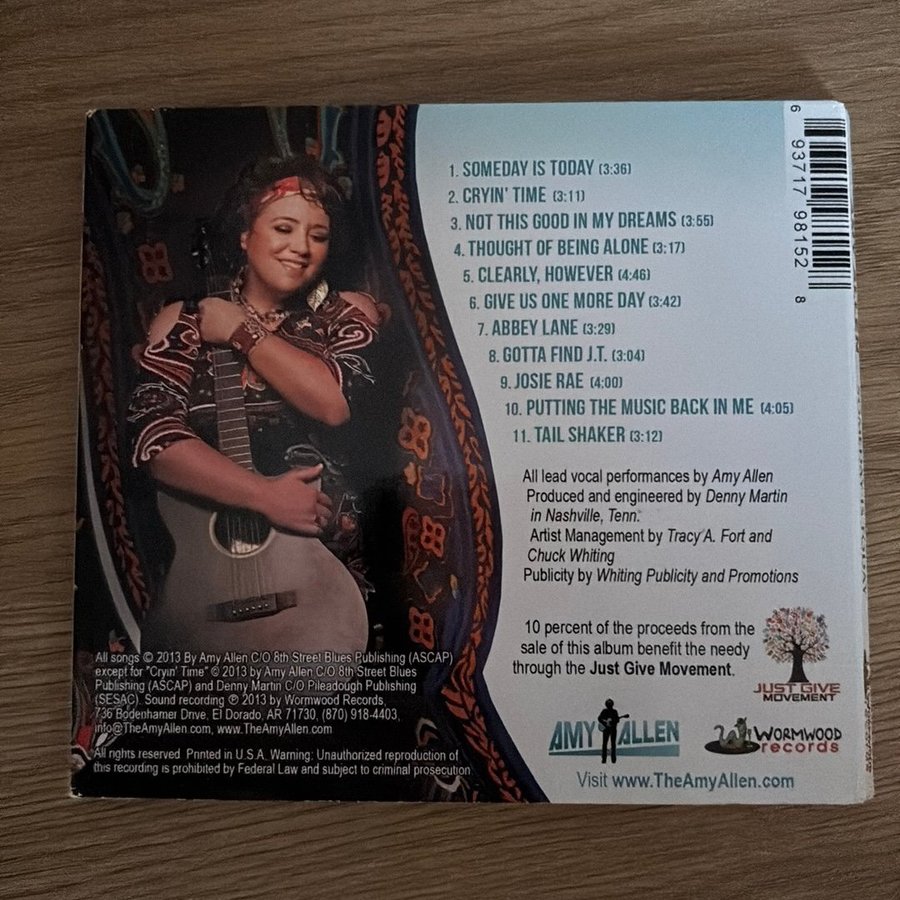 1. SOMEDAY IS TODAY (3:36)
2. CRYIN' TIME (3:11)
3. NOT THIS GOOD IN MY DREAMS (3:55)
4. THOUGHT OF BEING ALONE (3:17)
5. CLEARLY, HOWEVER (4:46)
6. GIVE US ONE MORE DAY (3:42)
7. ABBEY LANE (3:29)
8. GOTTA FIND J.T. (3:04)
9. JOSIE RAE (4:00)
10. PUTTING THE MUSIC BACK IN ME (4:05)
11. TAIL SHAKER (3:12)
6 93717 98152 8
All lead vocal performances by Amy Allen
Produced and engineered by Denny Martin
in Nashville, Tenn.
Artist Management by Tracy A. Fort and
Chuck Whiting
Publicity by Whiting Publicity and Promotions
10 percent of the proceeds from the
sale of this album benefit the needy
through the Just Give Movement.
JUST GIVE
MOVEMENT
AMY ALLEN
WORMWOOD
records
Visit www.TheAmyAllen.com
All songs © 2013 By Amy Allen C/O 8th Street Blues Publishing (ASCAP)
except for "Cryin' Time" © 2013 by Amy Allen C/O 8th Street Blues
Publishing (ASCAP) and Denny Martin C/O Pileadough Publishing
(SESAC). Sound recording ℗ 2013 by Wormwood Records,
736 Bodenhamer Drive, El Dorado, AR 71730, (870) 918-4403,
info@TheAmyAllen.com, www.TheAmyAllen.com
All rights reserved. Printed in U.S.A. Warning: Unauthorized reproduction of
this recording is prohibited by Federal Law and subject to criminal prosecution.